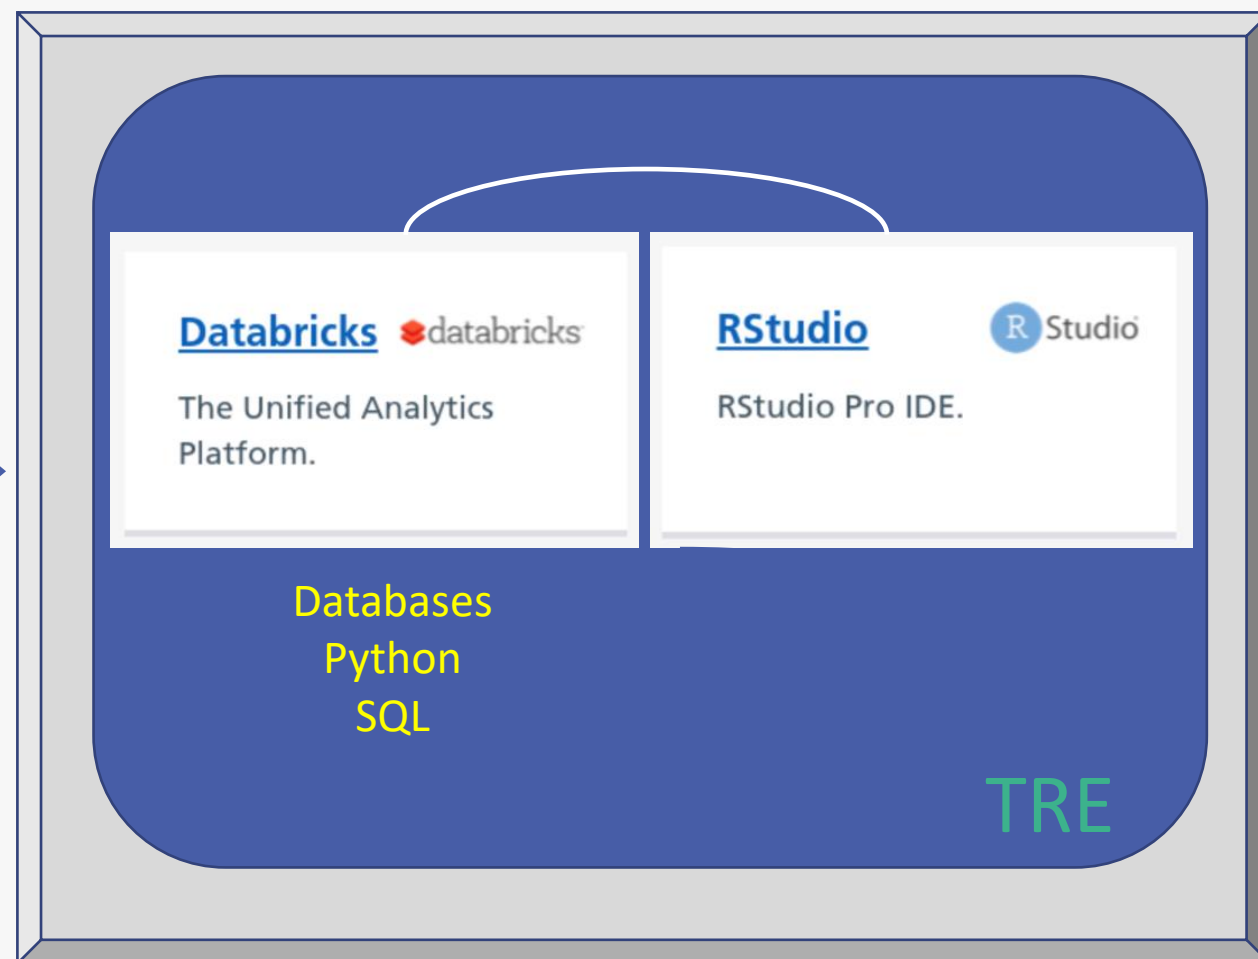 Databricks databricks
The Unified Analytics
Platform.
RStudio R Studio
RStudio Pro IDE.
Databases
Python
SQL
TRE